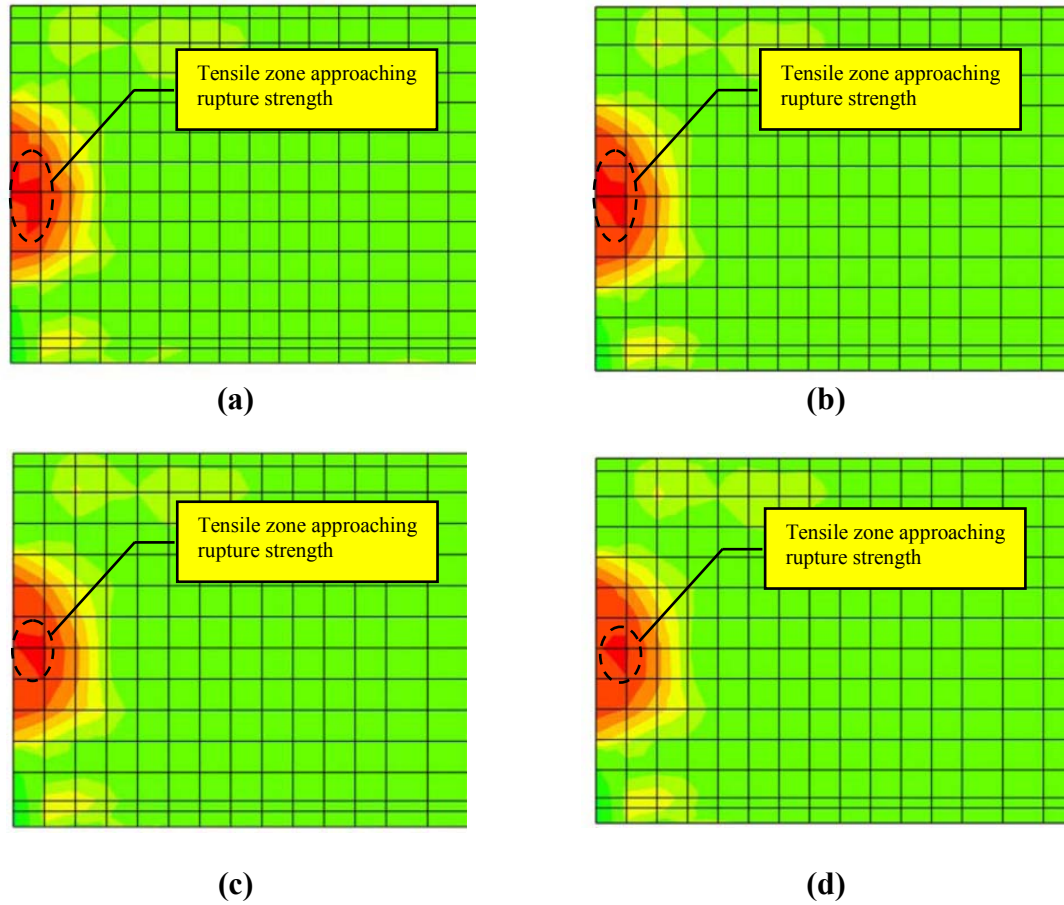 Tensile zone approaching
rupture strength
Tensile zone approaching
rupture strength
(a)
(b)
Tensile zone approaching
rupture strength
Tensile zone approaching
rupture strength
(c)
(d)